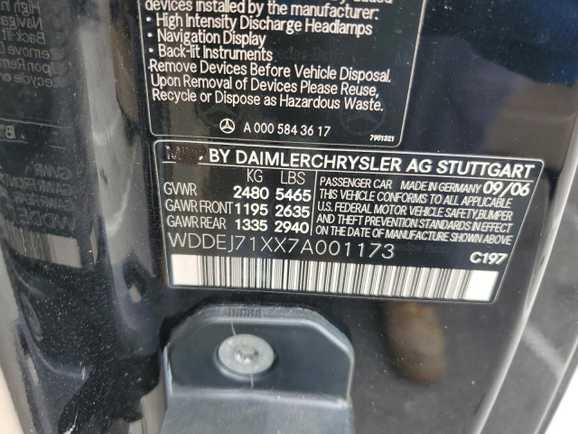 devices installed by the manufacturer:
• High Intensity Discharge Headlamps
• Navigation Display
• Back-lit Instruments
Remove Devices Before Vehicle Disposal.
Upon Removal of Devices Please Reuse,
Recycle or Dispose as Hazardous Waste.
A 000 584 36 17
7901321
BY DAIMLERCHRYSLER AG STUTTGART
KG LBS
GVWR 2480 5465
GAWR FRONT 1195 2635
GAWR REAR 1335 2940
PASSENGER CAR MADE IN GERMANY 09/06
THIS VEHICLE CONFORMS TO ALL APPLICABLE
U.S. FEDERAL MOTOR VEHICLE SAFETY, BUMPER
AND THEFT PREVENTION STANDARDS IN EFFECT
ON THE DATE OF MANUFACTURE SHOWN ABOVE.
WDDEJ71XX7A001173
C197